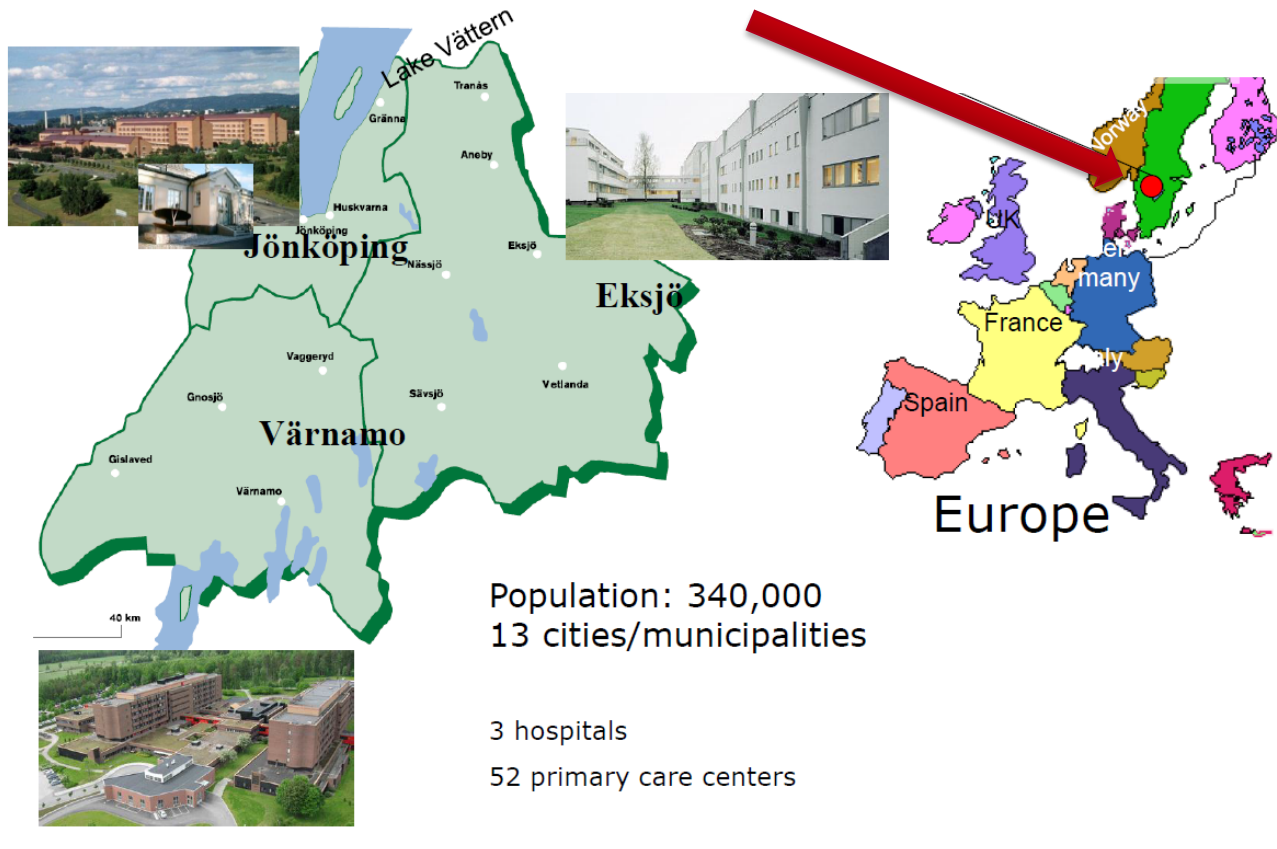 Lake Vättern
Tranås
Gränna
Aneby
Huskvarna
Jönköping
Jönköping
Eksjö
Nässjö
Eksjö
Vaggeryd
Vetlanda
Gnosjö
Sävsjö
Värnamo
Gislaved
Värnamo
40 km
Norway
UK
many
France
Spain
Europe
Population: 340,000
13 cities/municipalities
3 hospitals
52 primary care centers